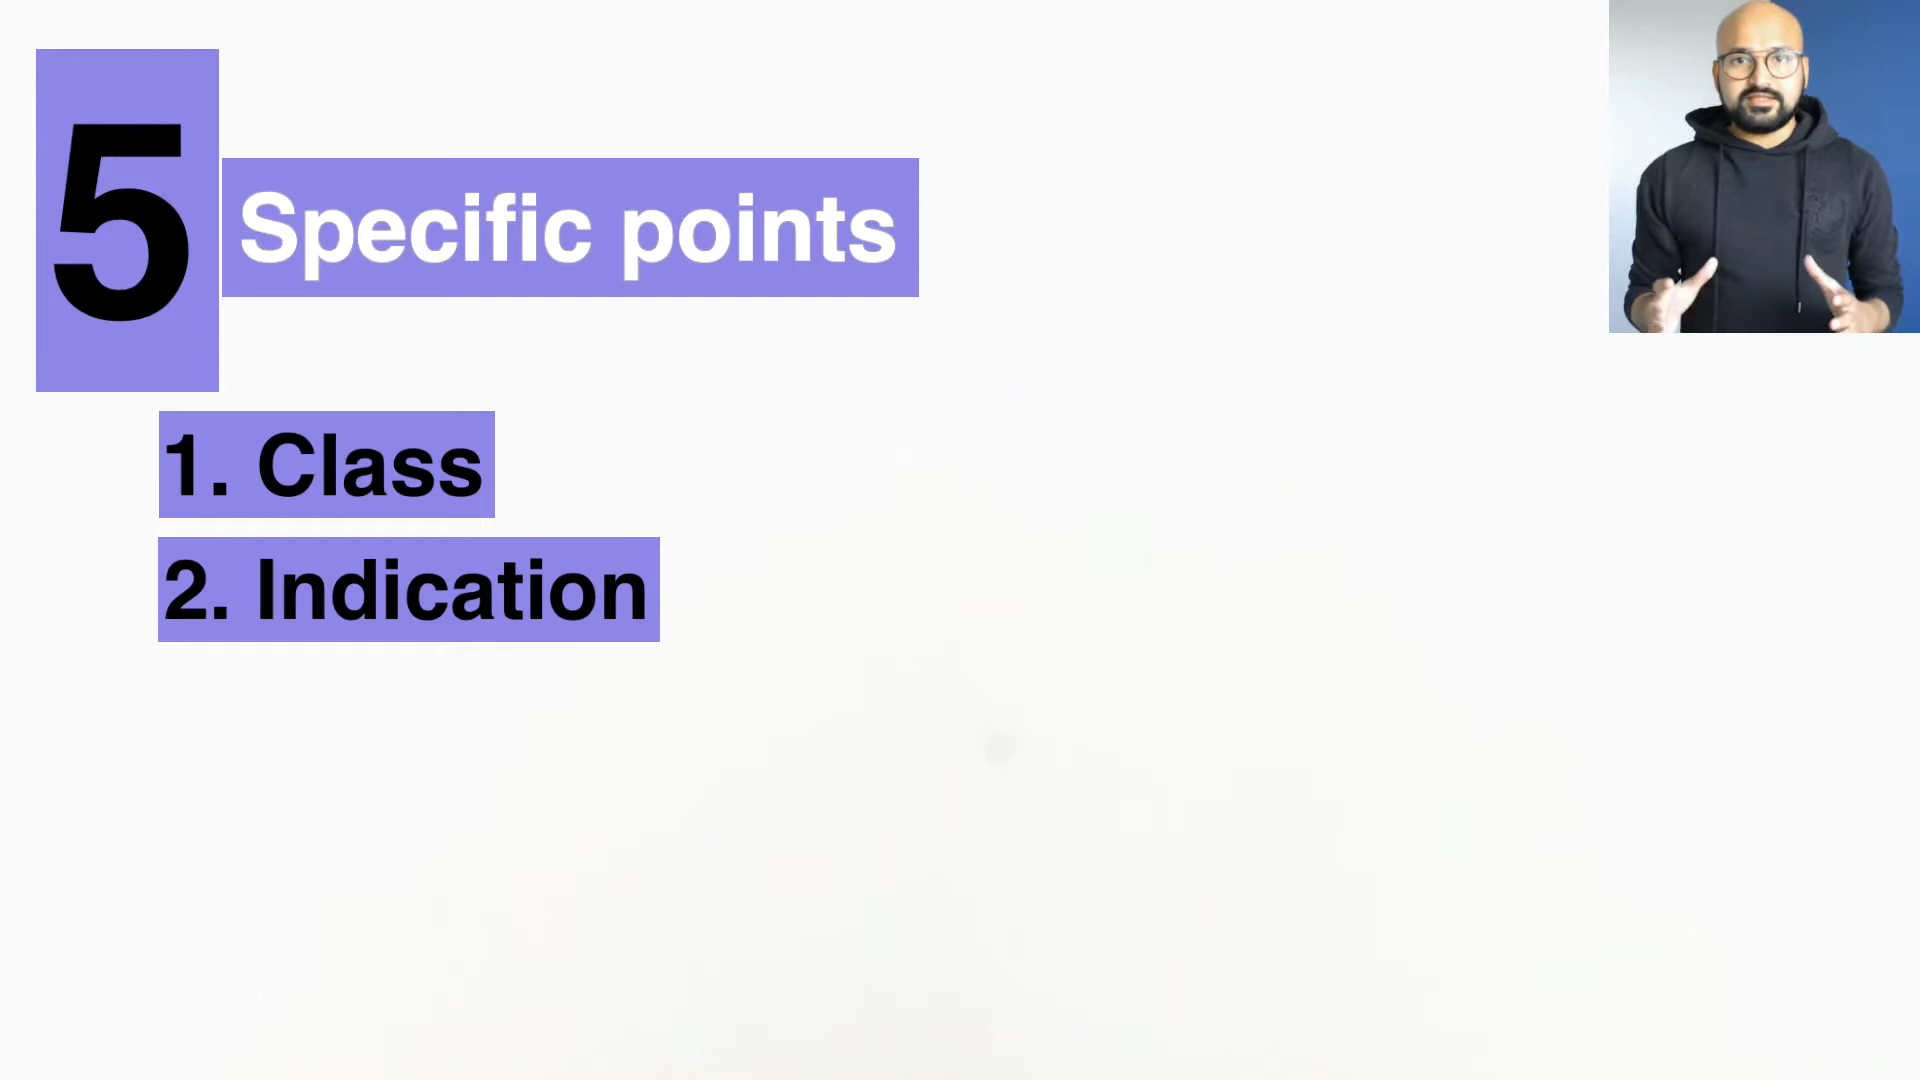 5 Specific points
1. Class
2. Indication